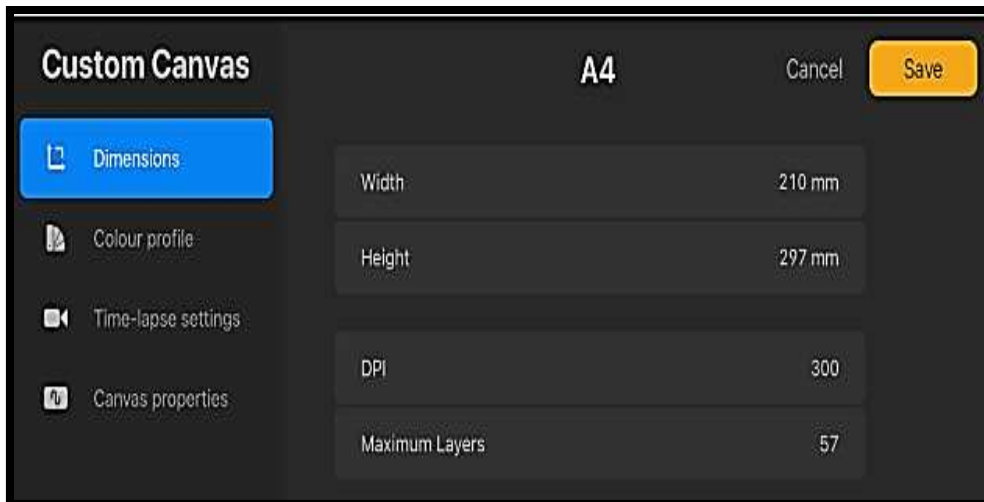 Custom Canvas
A4
Cancel
Save
Dimensions
Colour profile
Time-lapse settings
Canvas properties
Width 210 mm
Height 297 mm
DPI 300
Maximum Layers 57